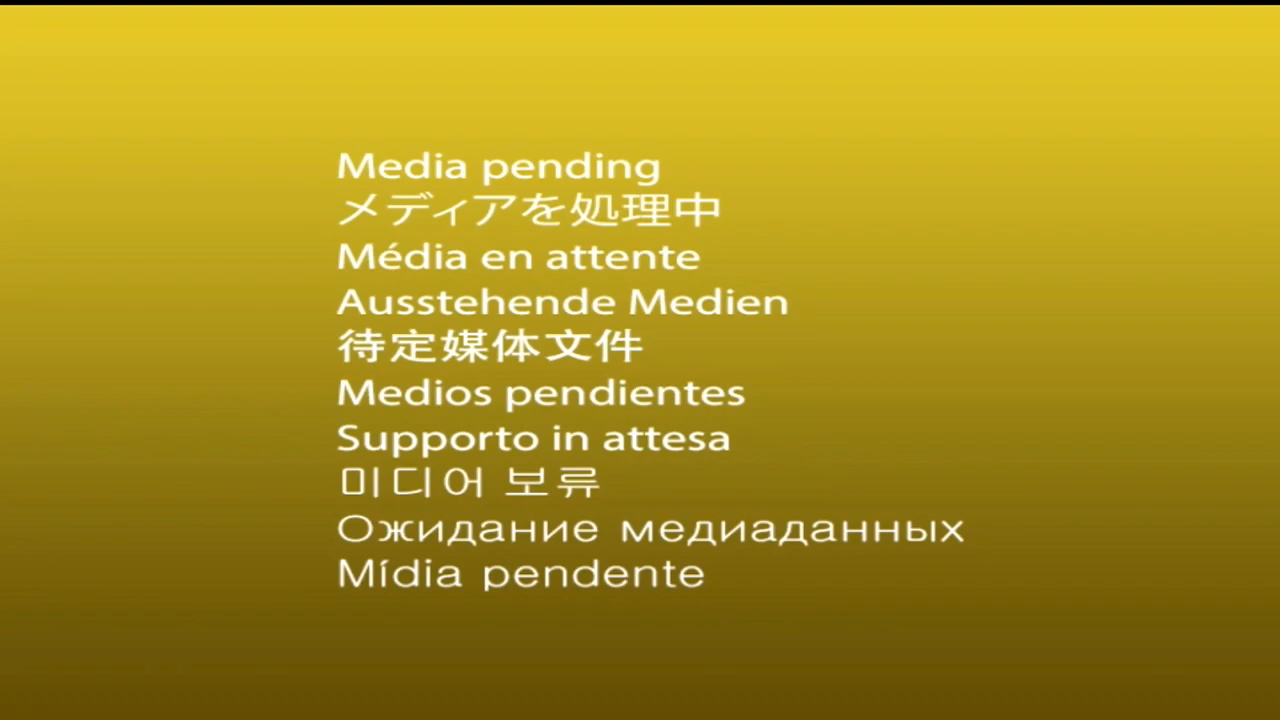 Media pending
メディアを処理中
Média en attente
Ausstehende Medien
待定媒体文件
Medios pendientes
Supporto in attesa
미디어 보류
Ожидание медиаданных
Mídia pendente